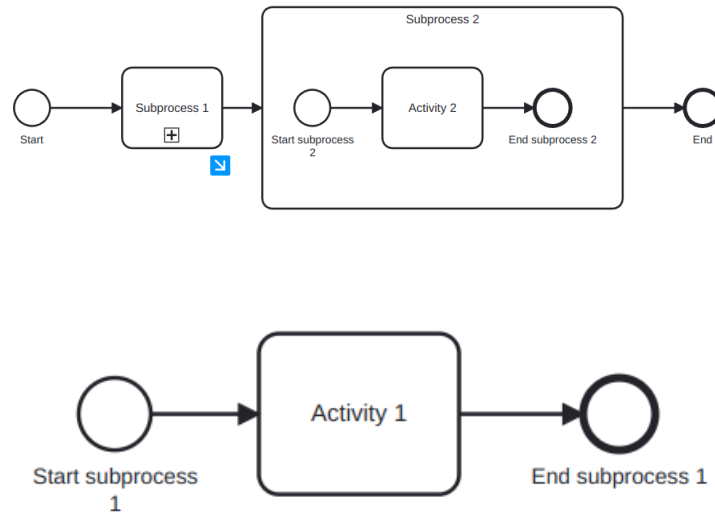 Subprocess 2
Subprocess 1
Activity 2
Start
Start subprocess
2
End subprocess 2
End
Activity 1
Start subprocess
1
End subprocess 1